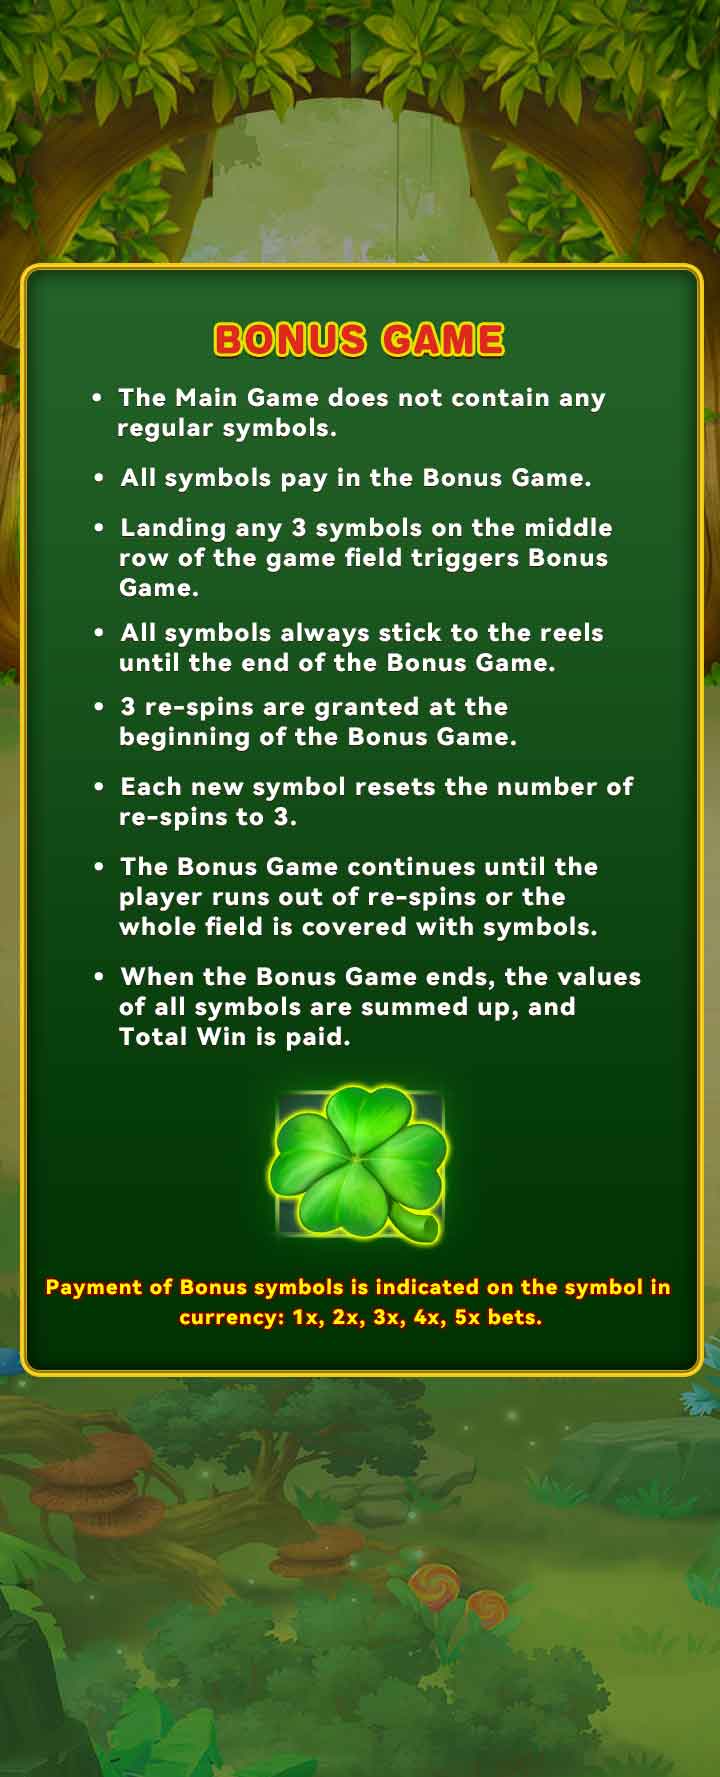 BONUS GAME
• The Main Game does not contain any
regular symbols.
• All symbols pay in the Bonus Game.
• Landing any 3 symbols on the middle
row of the game field triggers Bonus
Game.
• All symbols always stick to the reels
until the end of the Bonus Game.
• 3 re-spins are granted at the
beginning of the Bonus Game.
• Each new symbol resets the number of
re-spins to 3.
• The Bonus Game continues until the
player runs out of re-spins or the
whole field is covered with symbols.
• When the Bonus Game ends, the values
of all symbols are summed up, and
Total Win is paid.
Payment of Bonus symbols is indicated on the symbol in
currency: 1x, 2x, 3x, 4x, 5x bets.